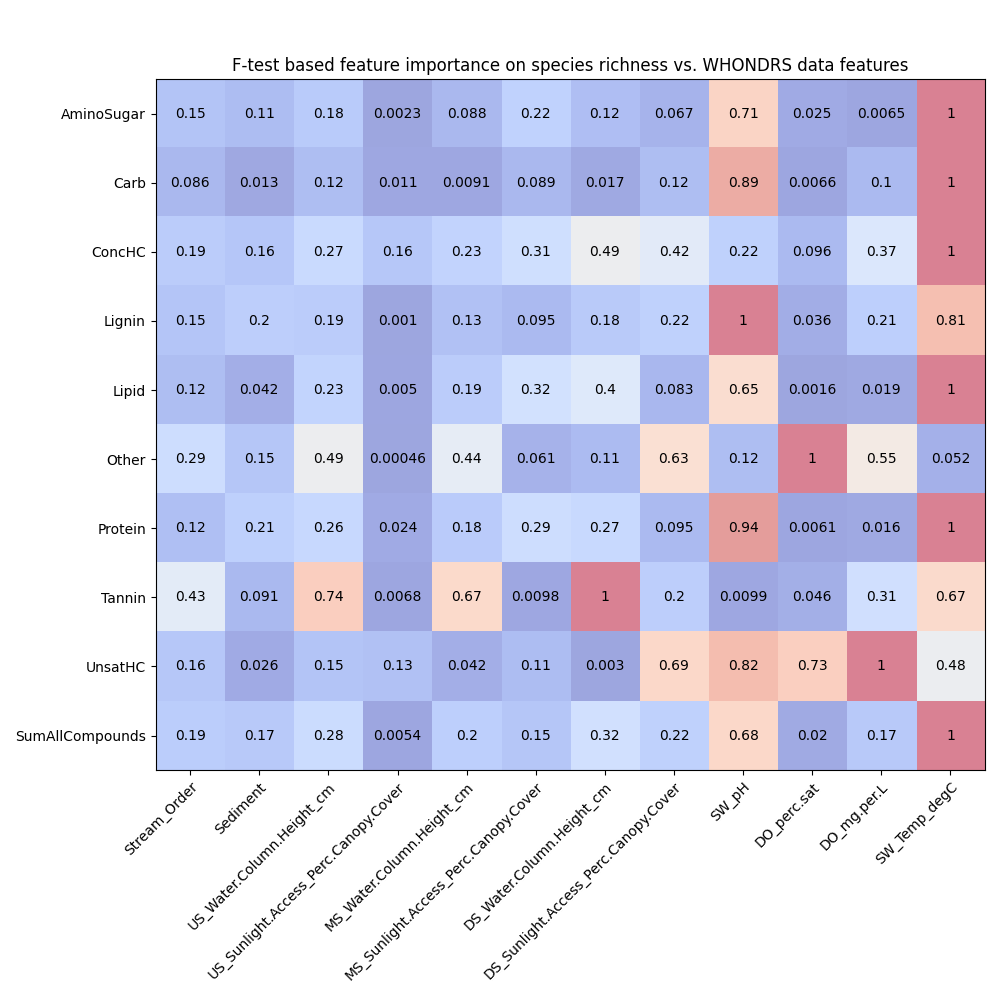 F-test based feature importance on species richness vs. WHONDRS data features
AminoSugar 0.15 0.11 0.18 0.0023 0.088 0.22 0.12 0.067 0.71 0.025 0.0065 1
Carb 0.086 0.013 0.12 0.011 0.0091 0.089 0.017 0.12 0.89 0.0066 0.1 1
ConcHC 0.19 0.16 0.27 0.16 0.23 0.31 0.49 0.42 0.22 0.096 0.37 1
Lignin 0.15 0.2 0.19 0.001 0.13 0.095 0.18 0.22 1 0.036 0.21 0.81
Lipid 0.12 0.042 0.23 0.005 0.19 0.32 0.4 0.083 0.65 0.0016 0.019 1
Other 0.29 0.15 0.49 0.00046 0.44 0.061 0.11 0.63 0.12 1 0.55 0.052
Protein 0.12 0.21 0.26 0.024 0.18 0.29 0.27 0.095 0.94 0.0061 0.016 1
Tannin 0.43 0.091 0.74 0.0068 0.67 0.0098 1 0.2 0.0099 0.046 0.31 0.67
UnsatHC 0.16 0.026 0.15 0.13 0.042 0.11 0.003 0.69 0.82 0.73 1 0.48
SumAllCompounds 0.19 0.17 0.28 0.0054 0.2 0.15 0.32 0.22 0.68 0.02 0.17 1
Stream_Order
Sediment
US_Water.Column.Height_cm
US_Sunlight.Access_Perc.Canopy.Cover
MS_Water.Column.Height_cm
MS_Sunlight.Access_Perc.Canopy.Cover
DS_Water.Column.Height_cm
DS_Sunlight.Access_Perc.Canopy.Cover
SW_pH
DO_perc.sat
DO_mg.per.L
SW_Temp_degC